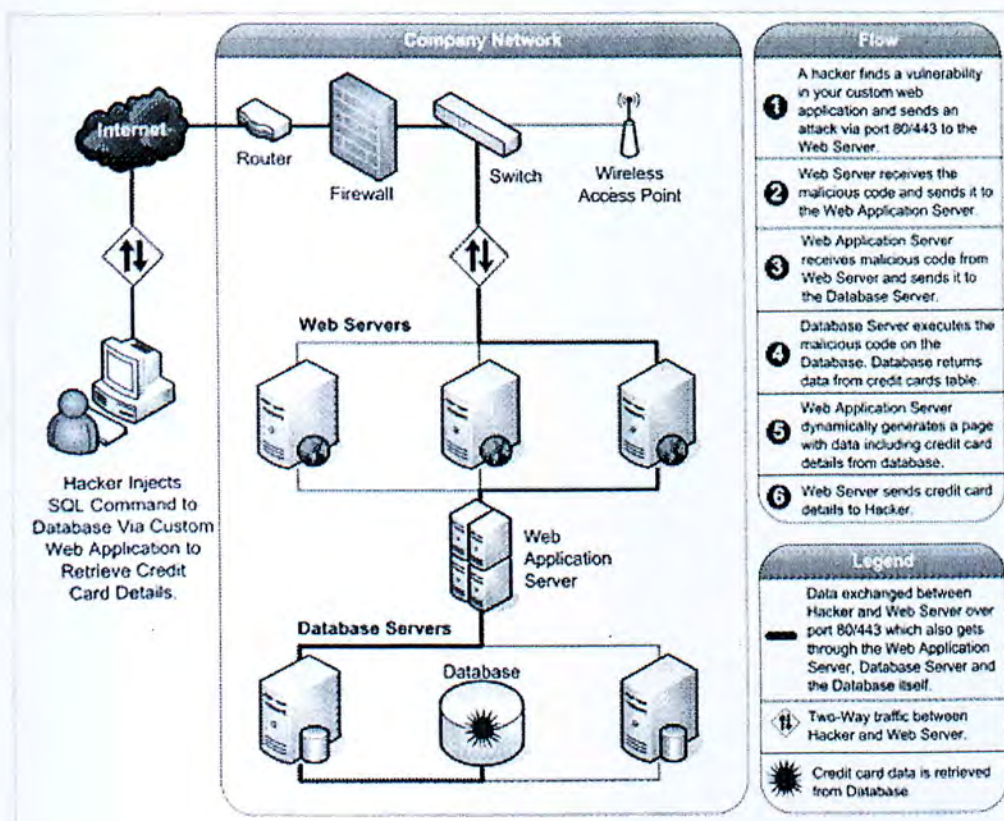 Company Network
Internet
Router
Firewall
Switch
Wireless
Access Point
Web Servers
Hacker Injects
SQL Command to
Database Via Custom
Web Application to
Retrieve Credit
Card Details.
Web
Application
Server
Database Servers
Database
Flow
1
A hacker finds a vulnerability
in your custom web
application and sends an
attack via port 80/443 to the
Web Server.
2
Web Server receives the
malicious code and sends it to
the Web Application Server.
3
Web Application Server
receives malicious code from
Web Server and sends it to
the Database Server.
4
Database Server executes the
malicious code on the
Database. Database returns
data from credit cards table.
5
Web Application Server
dynamically generates a page
with data including credit card
details from database.
6
Web Server sends credit card
details to Hacker.
Legend
Data exchanged between
Hacker and Web Server over
port 80/443 which also gets
through the Web Application
Server, Database Server and
the Database itself.
Two-Way traffic between
Hacker and Web Server.
Credit card data is retrieved
from Database